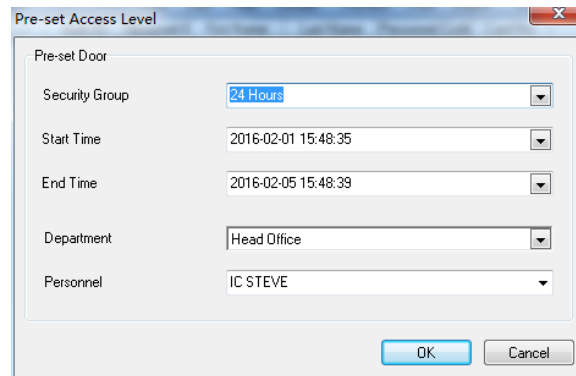 Pre-set Access Level
Pre-set Door
Security Group 24 Hours
Start Time 2016-02-01 15:48:35
End Time 2016-02-05 15:48:39
Department Head Office
Personnel IC STEVE
OK Cancel